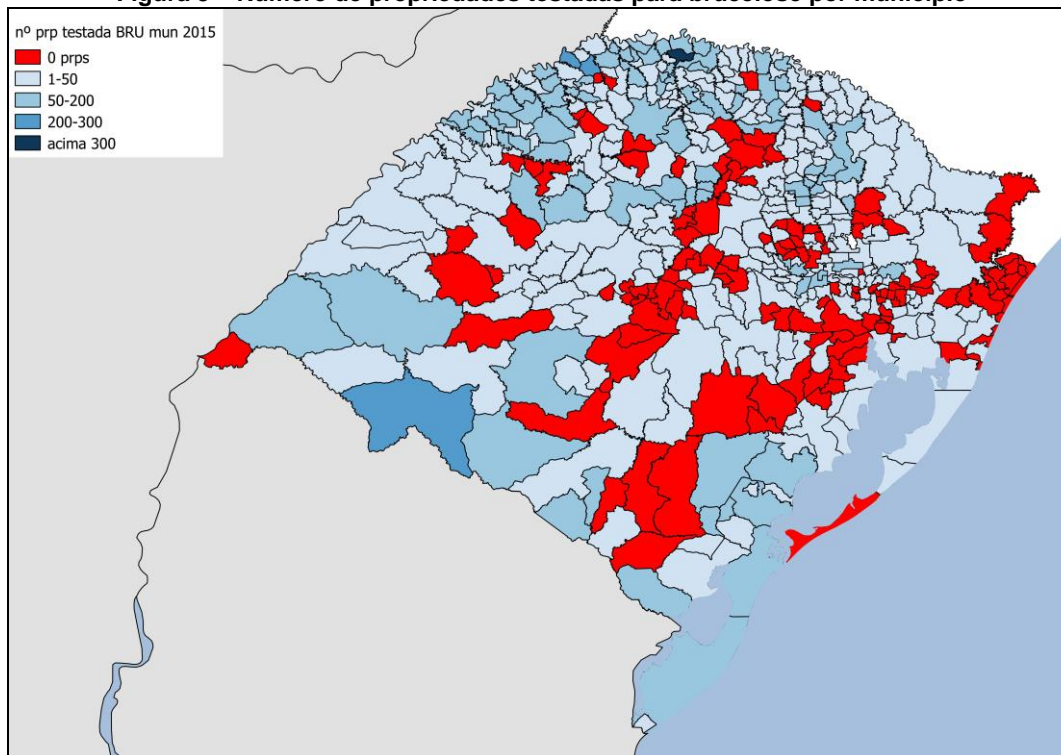 Figura – Número de propriedades testadas para brucelose por município
nº prp testada BRU mun 2015
0 prps
1-50
50-200
200-300
acima 300